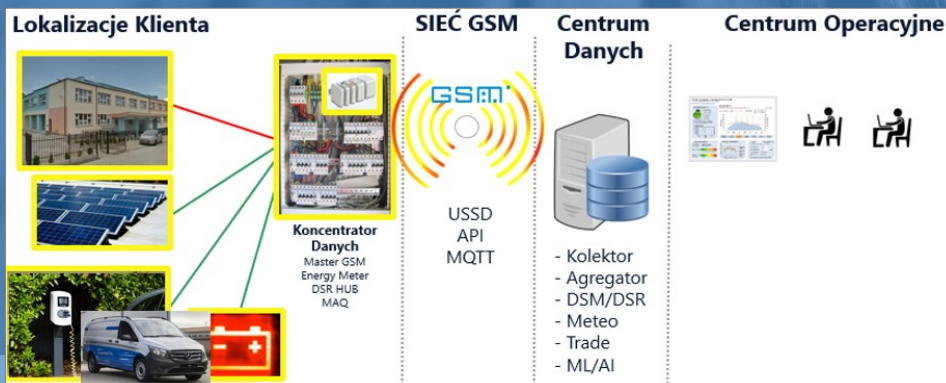 Lokalizacje Klienta
Koncentrator
Danych
Master GSM
Energy Meter
DSR HUB
MAQ
SIEĆ GSM
GSM
USSD
API
MQTT
Centrum
Danych
- Kolektor
- Agregator
- DSM/DSR
- Meteo
- Trade
- ML/AI
Centrum Operacyjne